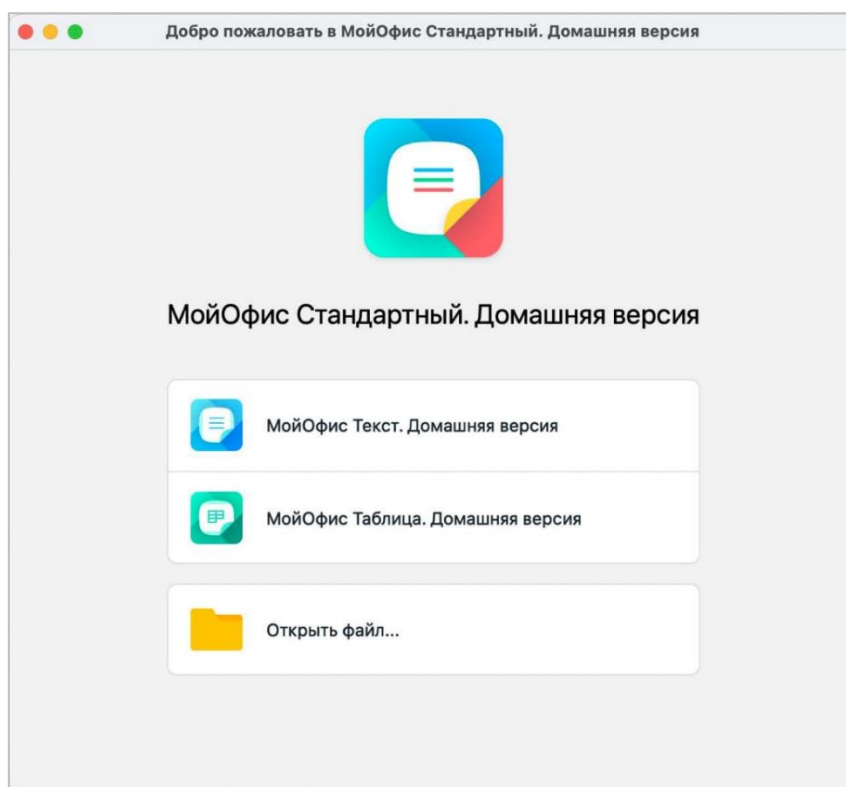 Добро пожаловать в МойОфис Стандартный. Домашняя версия
МойОфис Стандартный. Домашняя версия
МойОфис Текст. Домашняя версия
МойОфис Таблица. Домашняя версия
Открыть файл...